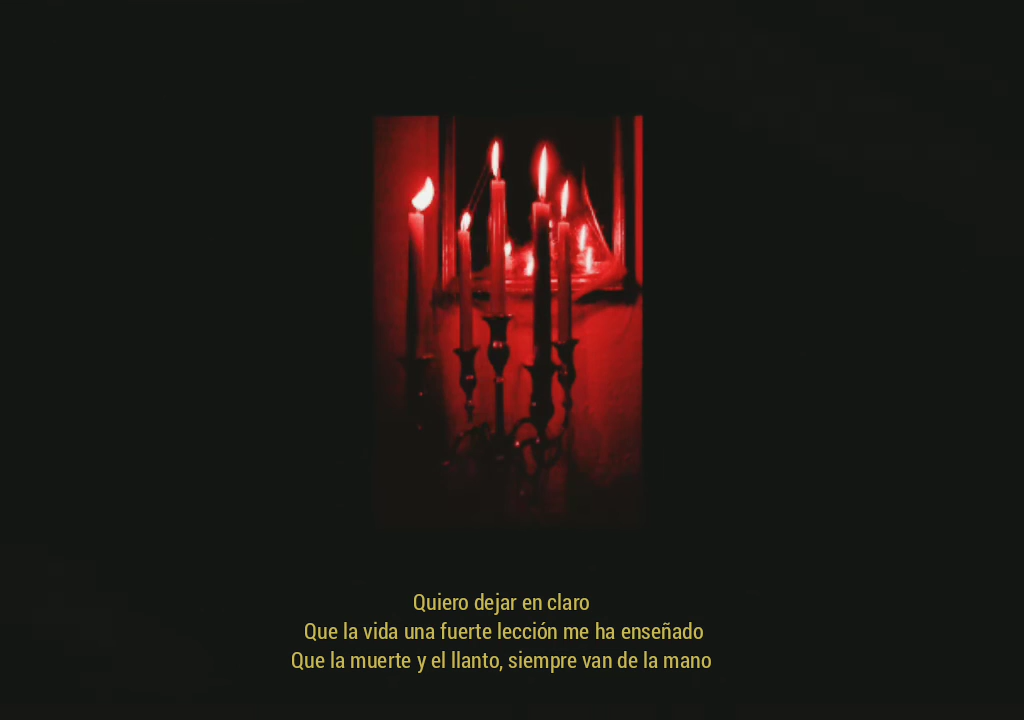 Quiero dejar en claro
Que la vida una fuerte lección me ha enseñado
Que la muerte y el llanto, siempre van de la mano